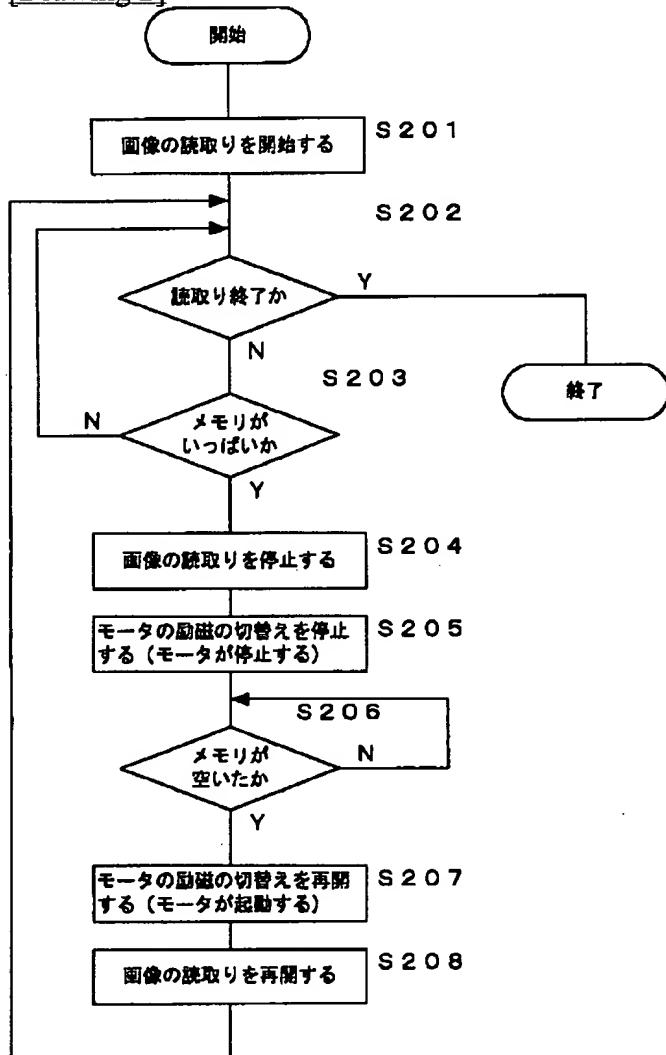 開始
画像の読取りを開始する
S201
S202
読取り終了か
Y
N
S203
終了
メモリが
いっぱいか
N
Y
画像の読取りを停止する
S204
モータの励磁の切替えを停止
する（モータが停止する）
S205
S206
メモリが
空いたか
N
Y
モータの励磁の切替えを再開
する（モータが起動する）
S207
画像の読取りを再開する
S208